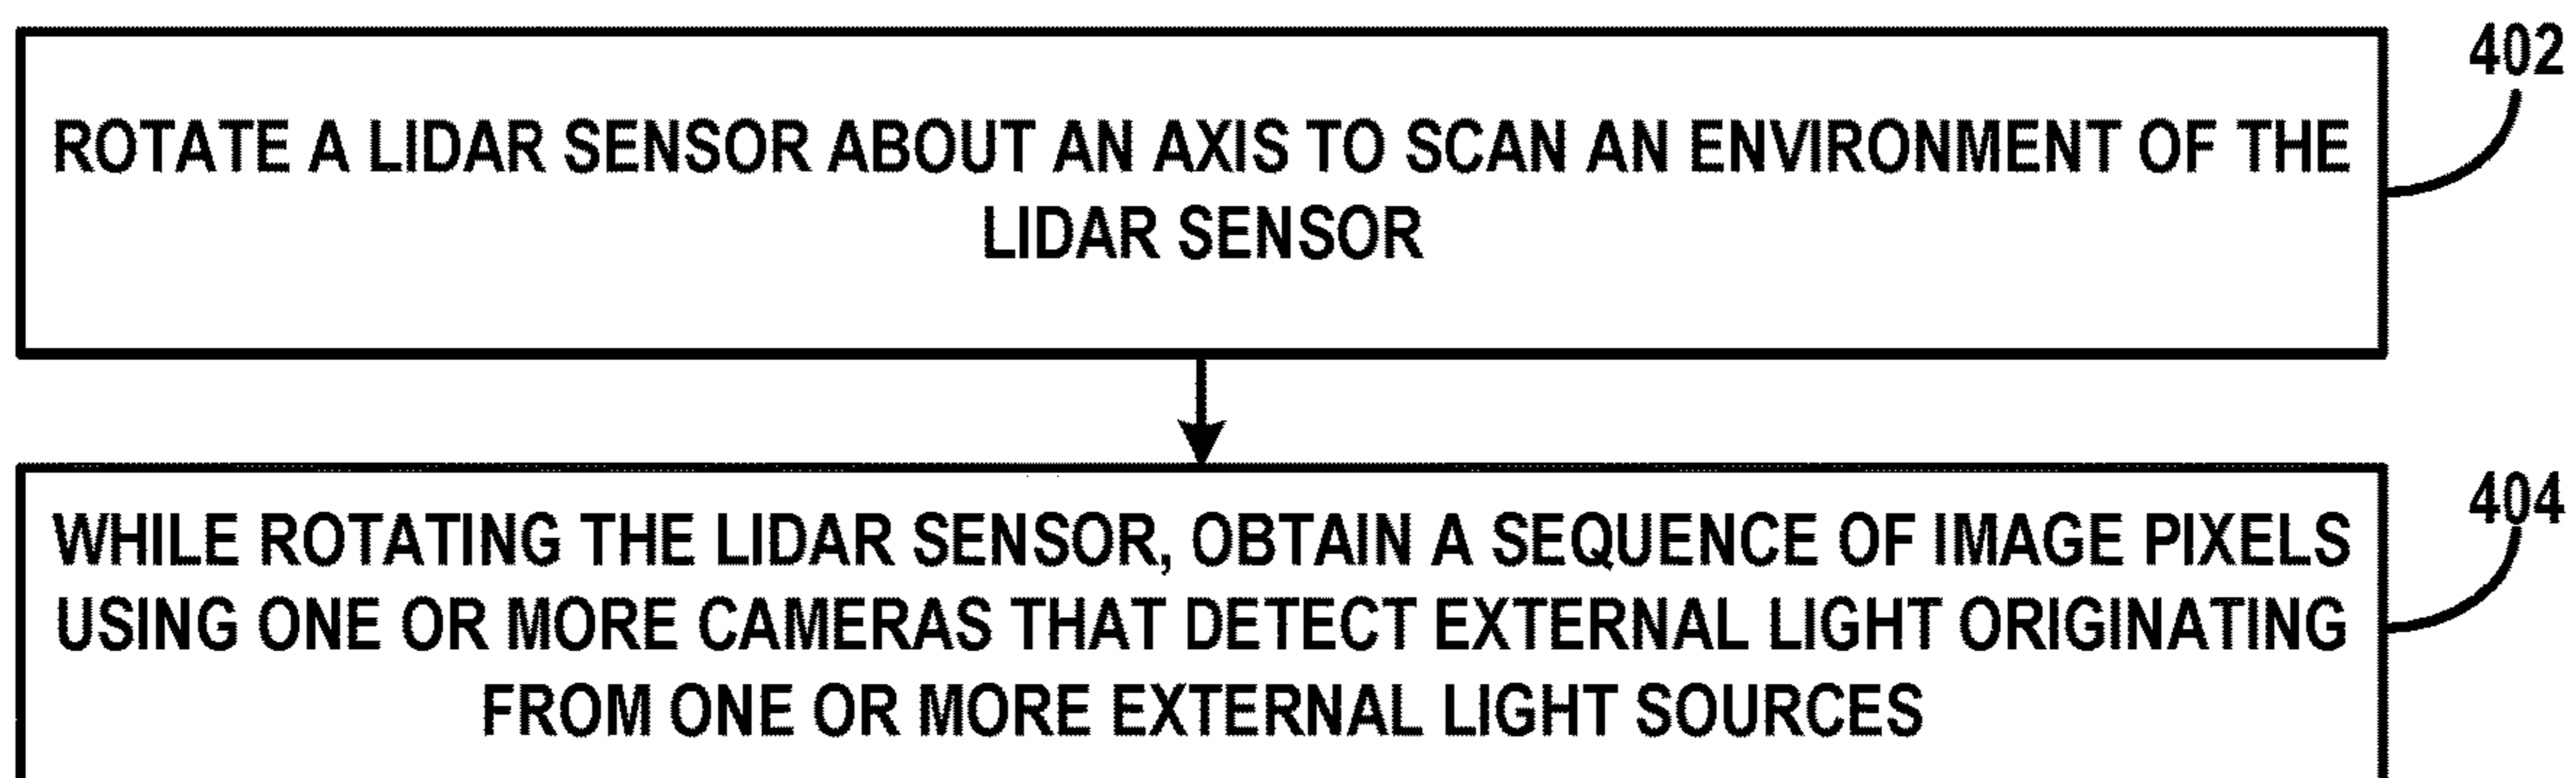 402
ROTATE A LIDAR SENSOR ABOUT AN AXIS TO SCAN AN ENVIRONMENT OF THE
LIDAR SENSOR
404
WHILE ROTATING THE LIDAR SENSOR, OBTAIN A SEQUENCE OF IMAGE PIXELS
USING ONE OR MORE CAMERAS THAT DETECT EXTERNAL LIGHT ORIGINATING
FROM ONE OR MORE EXTERNAL LIGHT SOURCES